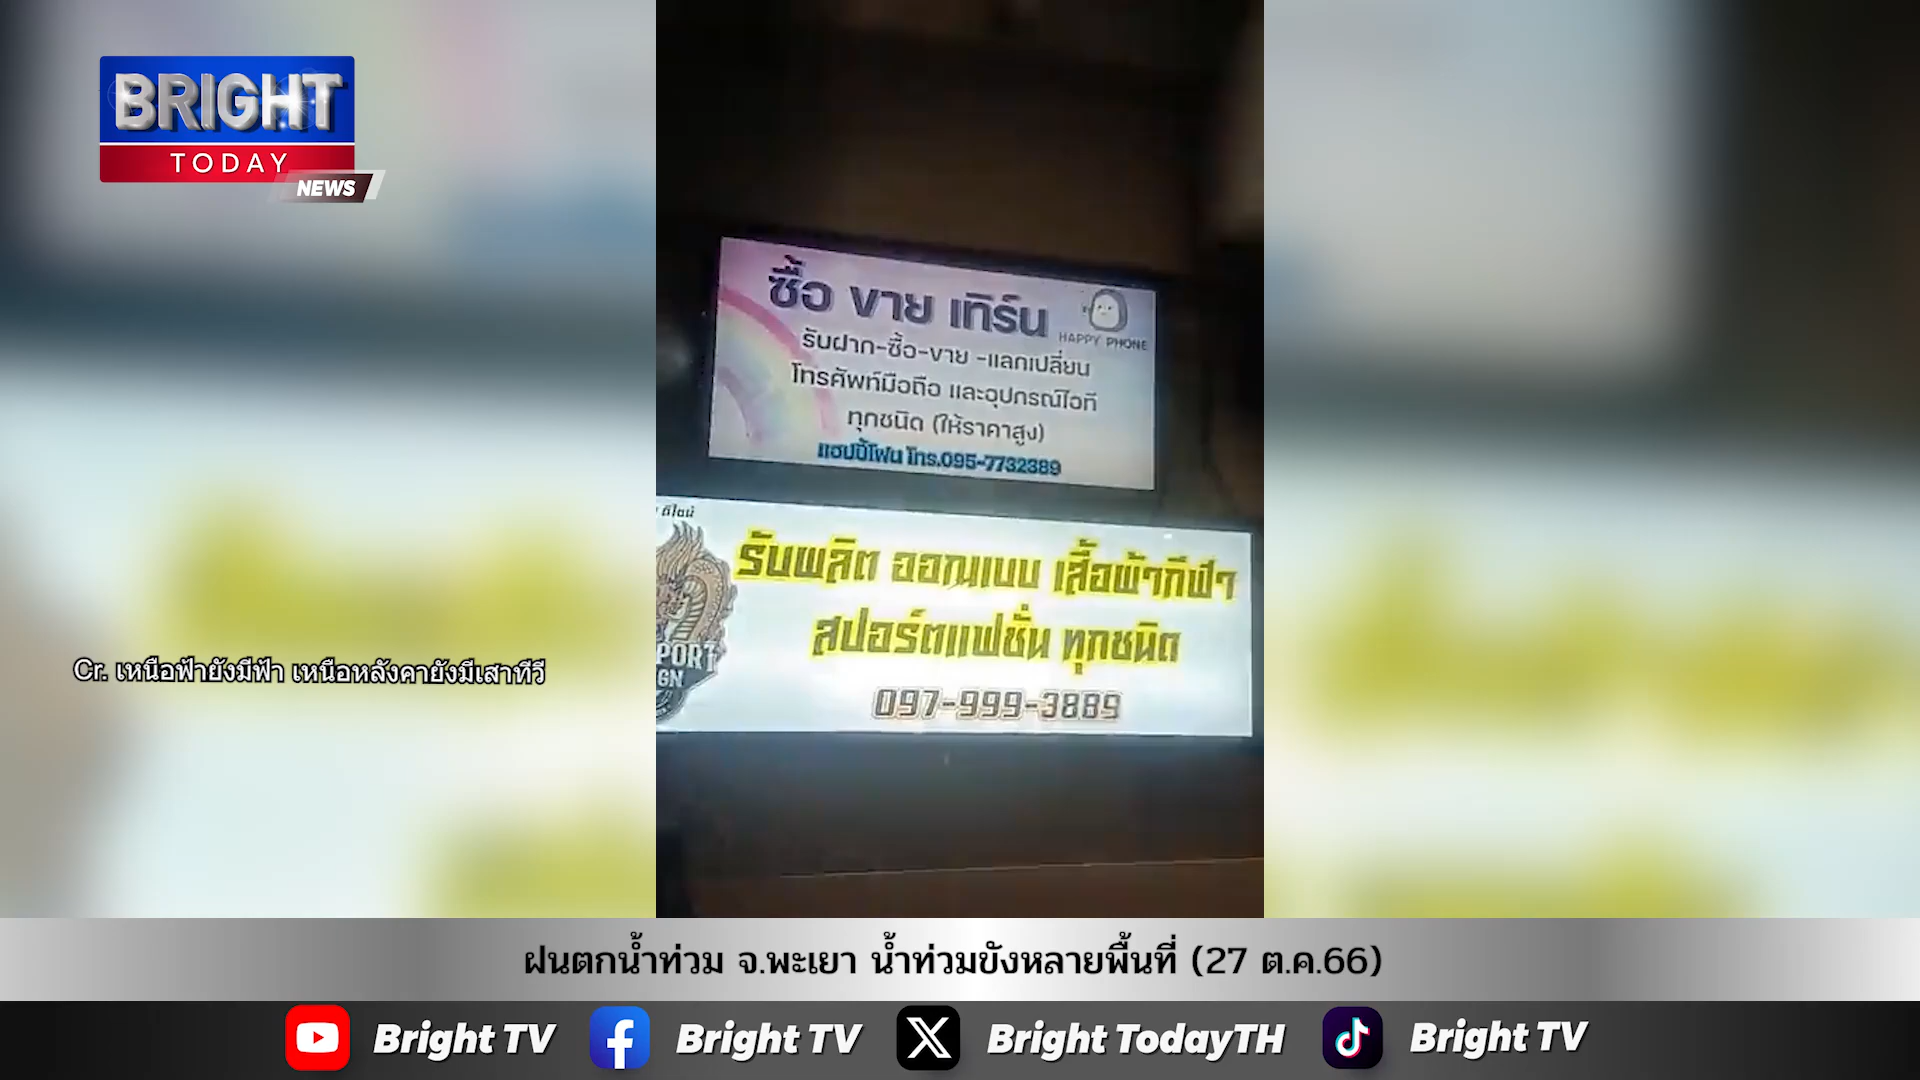 BRIGHT
TODAY
NEWS
ซื้อ ขาย เทิร์น
HAPPY PHONE
รับฝาก-ซื้อ-ขาย -แลกเปลี่ยน
โทรศัพท์มือถือ และอุปกรณ์ไอที
ทุกชนิด (ให้ราคาสูง)
แฮปปี้โฟน โทร.095-7732389
ดีไซน์
รับผลิต ออกแบบ เสื้อผ้ากีฬา
สปอร์ตแฟชั่น ทุกชนิด
PORT
GN
097-999-3889
Cr. เหนือฟ้ายังมีฟ้า เหนือหลังคายังมีเสาทีวี
ฝนตกน้ำท่วม จ.พะเยา น้ำท่วมขังหลายพื้นที่ (27 ต.ค.66)
Bright TV Bright TV Bright TodayTH Bright TV